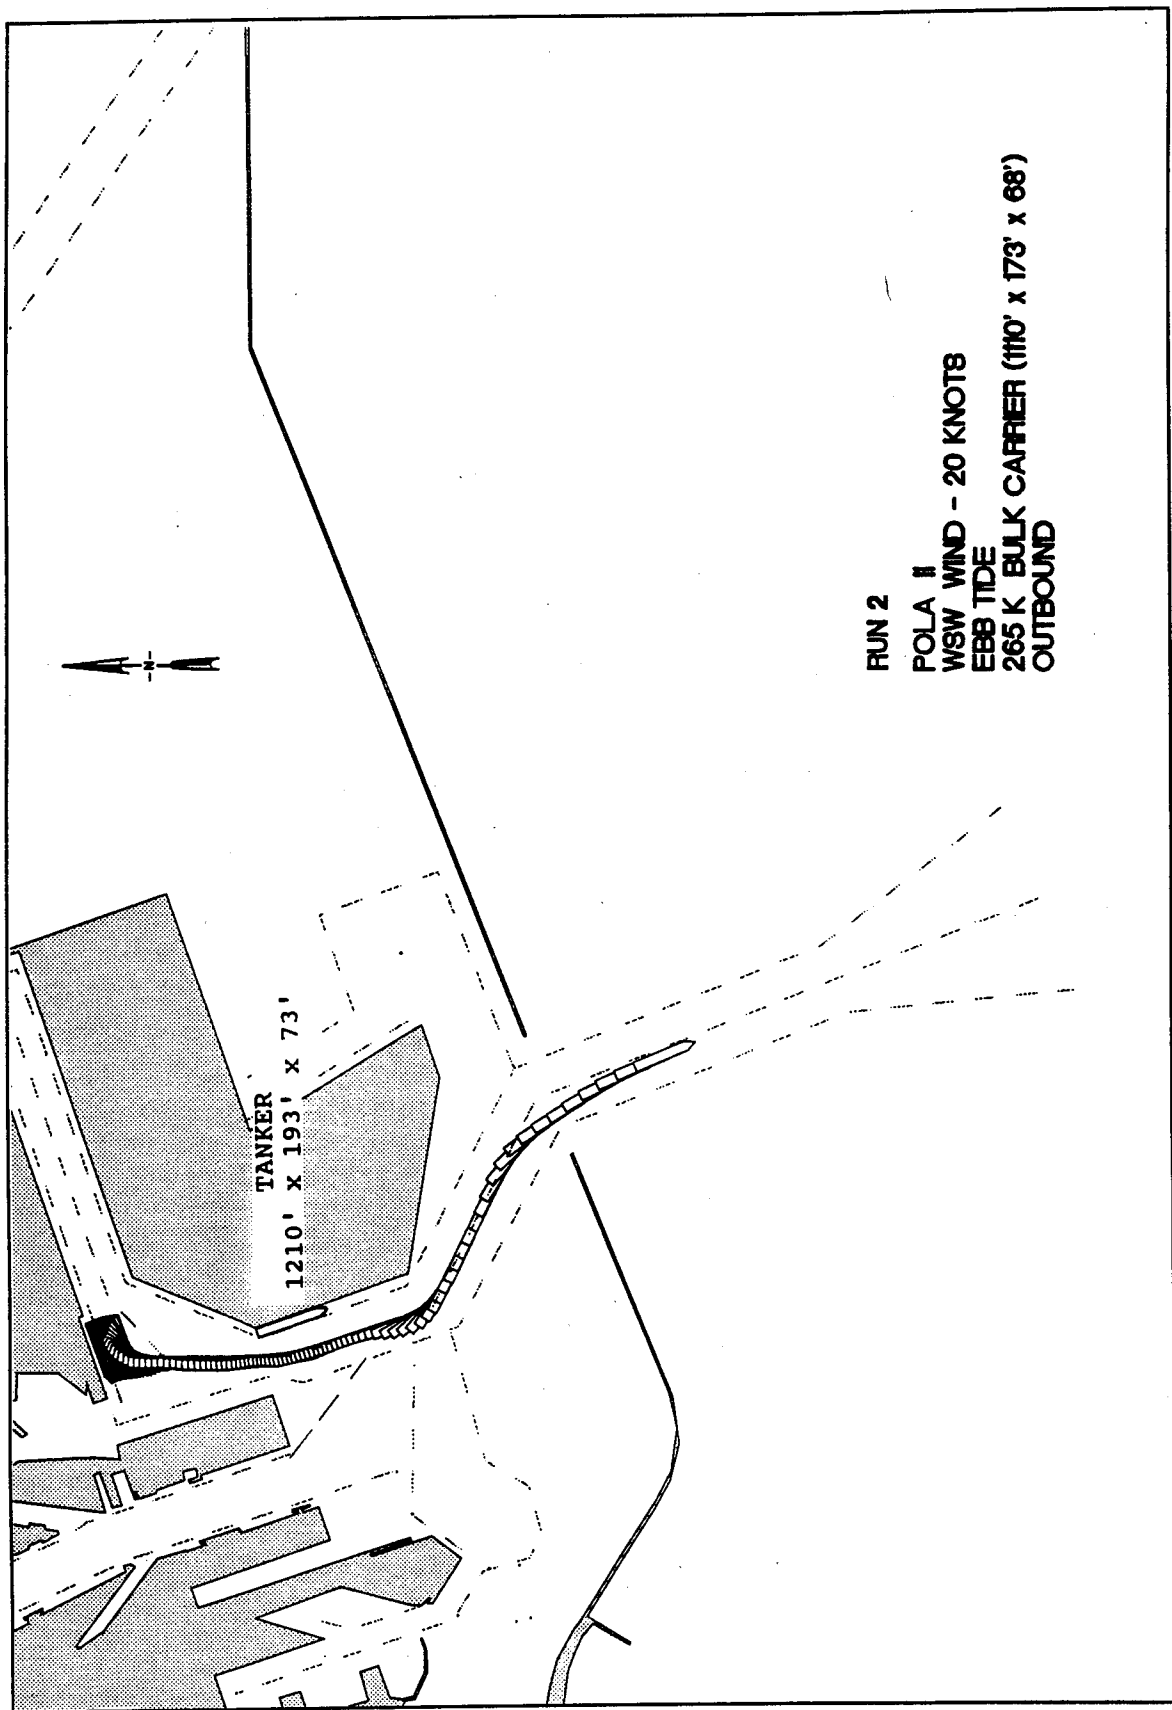 -N-
TANKER
1210' x 193' x 73'
RUN 2
POLA II
WSW WIND - 20 KNOTS
EBB TIDE
265 K BULK CARRIER (1110' x 173' x 68')
OUTBOUND